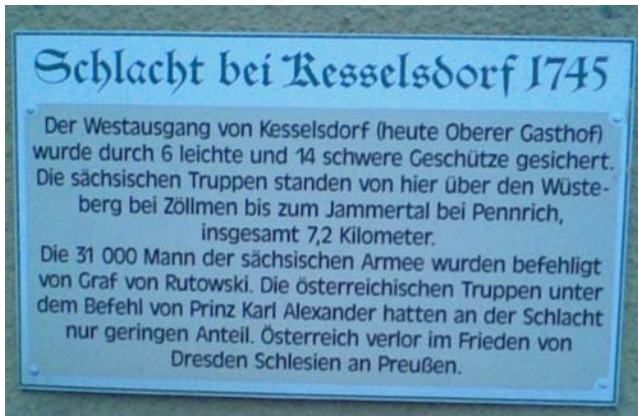 Schlacht bei Kesselsdorf 1745
Der Westausgang von Kesselsdorf (heute Oberer Gasthof)
wurde durch 6 leichte und 14 schwere Geschütze gesichert.
Die sächsischen Truppen standen von hier über den Wüste-
berg bei Zöllmen bis zum Jammertal bei Pennrich,
insgesamt 7,2 Kilometer.
Die 31 000 Mann der sächsischen Armee wurden befehligt
von Graf von Rutowski. Die österreichischen Truppen unter
dem Befehl von Prinz Karl Alexander hatten an der Schlacht
nur geringen Anteil. Österreich verlor im Frieden von
Dresden Schlesien an Preußen.